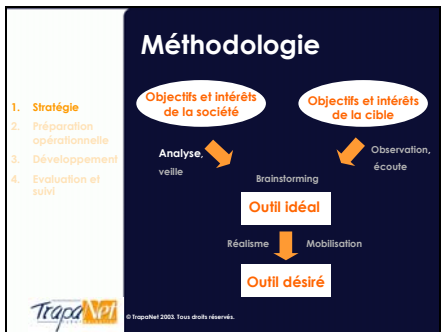 Méthodologie
1. Stratégie
2. Préparation
opérationnelle
3. Développement
4. Evaluation et
suivi
Objectifs et intérêts
de la société
Objectifs et intérêts
de la cible
Analyse,
veille
Observation,
écoute
Brainstorming
Outil idéal
Réalisme Mobilisation
Outil désiré
TrapaNet
© TrapaNet 2003. Tous droits réservés.